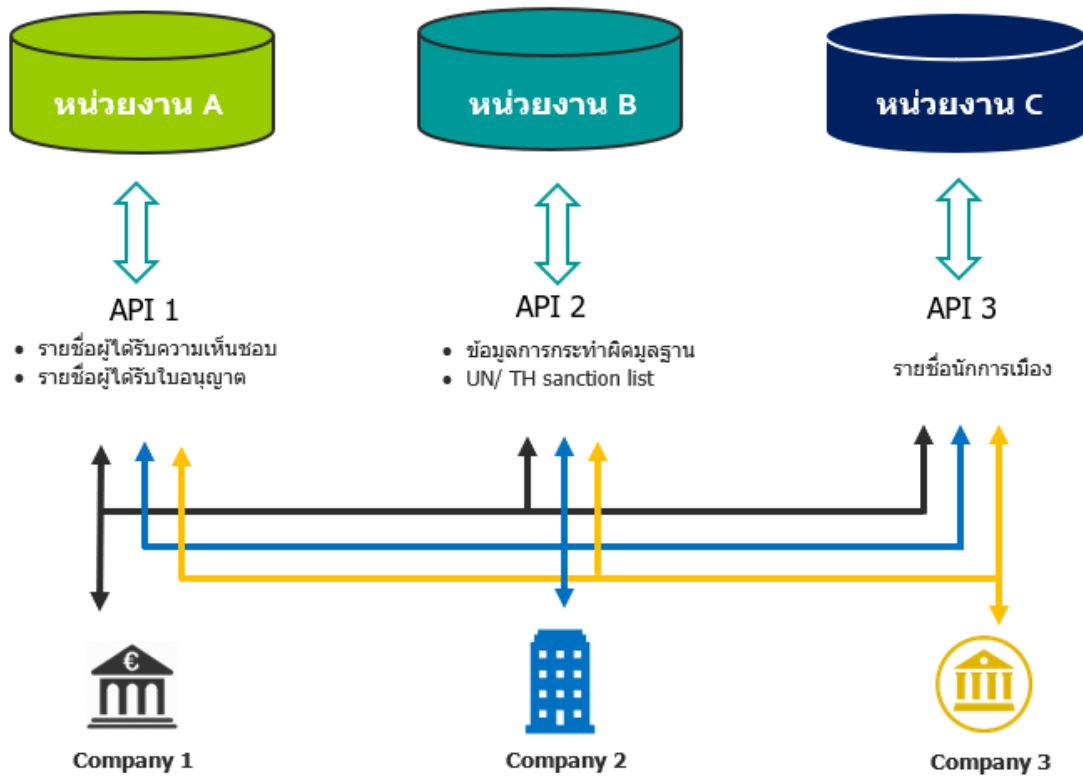 หน่วยงาน A
หน่วยงาน B
หน่วยงาน C
API 1
• รายชื่อผู้ได้รับความเห็นชอบ
• รายชื่อผู้ได้รับใบอนุญาต
API 2
• ข้อมูลการกระทำผิดมูลฐาน
• UN/ TH sanction list
API 3
รายชื่อนักการเมือง
€
Company 1
Company 2
Company 3